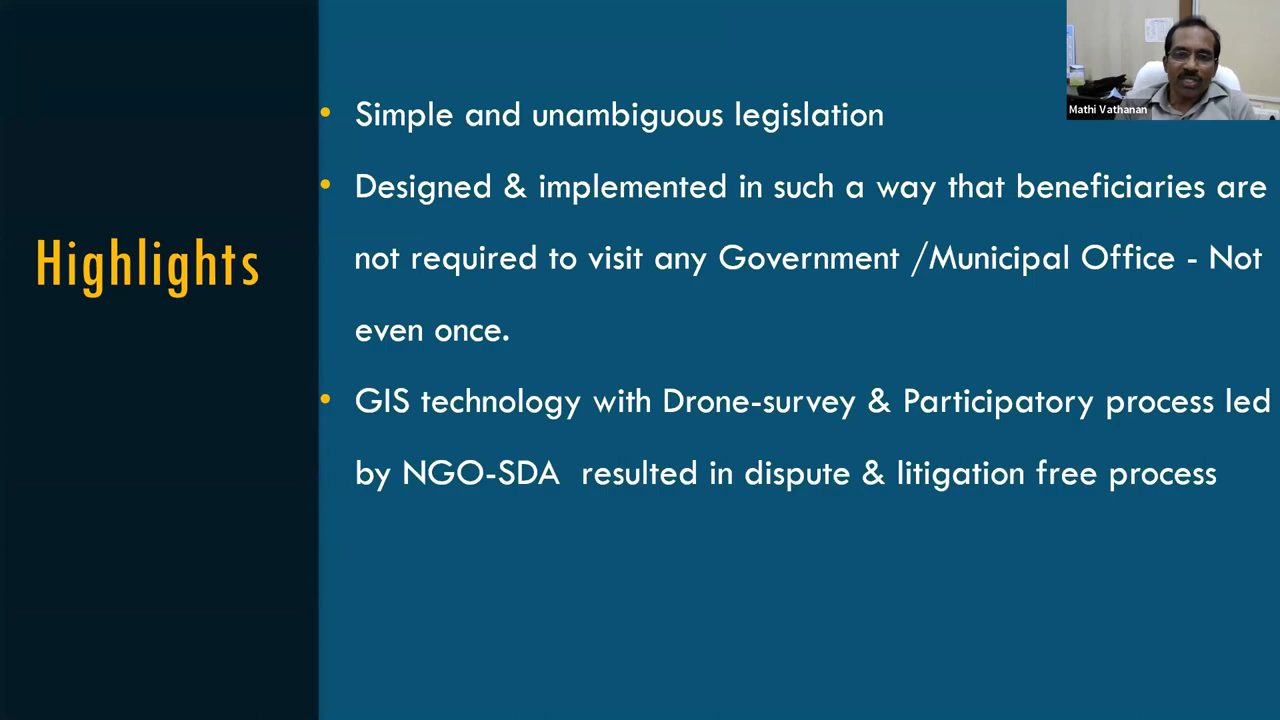 Highlights
• Simple and unambiguous legislation
• Designed & implemented in such a way that beneficiaries are
not required to visit any Government /Municipal Office - Not
even once.
• GIS technology with Drone-survey & Participatory process led
by NGO-SDA resulted in dispute & litigation free process
Mathi Vathanan